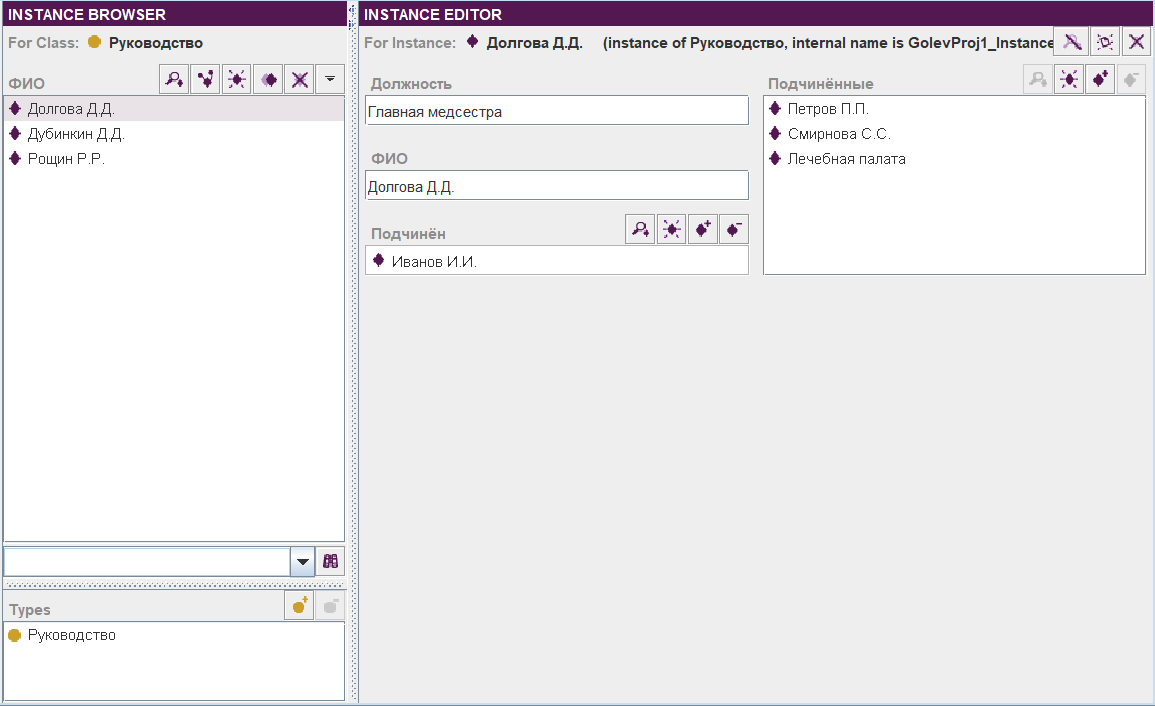 INSTANCE BROWSER
For Class: Руководство
ФИО
Долгова Д.Д.
Дубинкин Д.Д.
Рощин Р.Р.
Types
Руководство
INSTANCE EDITOR
For Instance: Долгова Д.Д. (instance of Руководство, internal name is GolevProj1_Instance
Должность
Главная медсестра
ФИО
Долгова Д.Д.
Подчинён
Иванов И.И.
Подчинённые
Петров П.П.
Смирнова С.С.
Лечебная палата